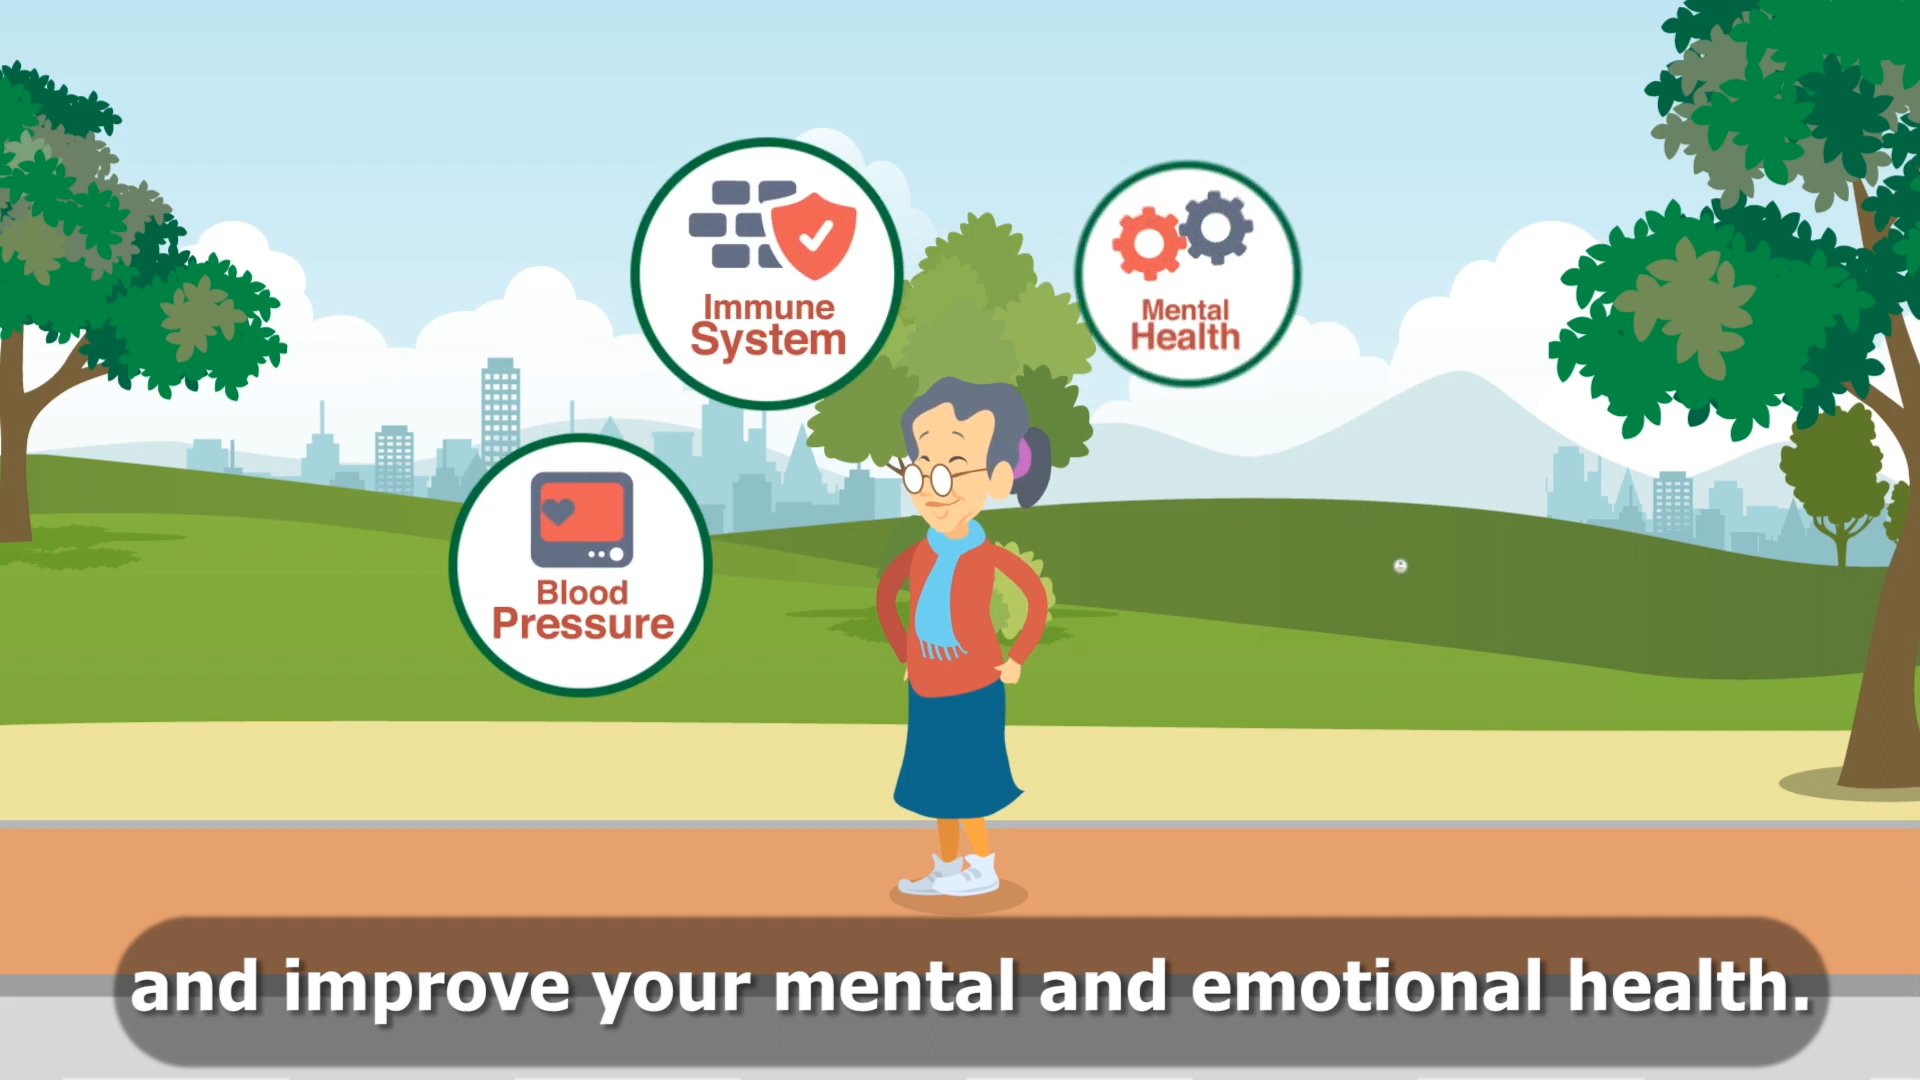 Immune
System
Mental
Health
Blood
Pressure
and improve your mental and emotional health.